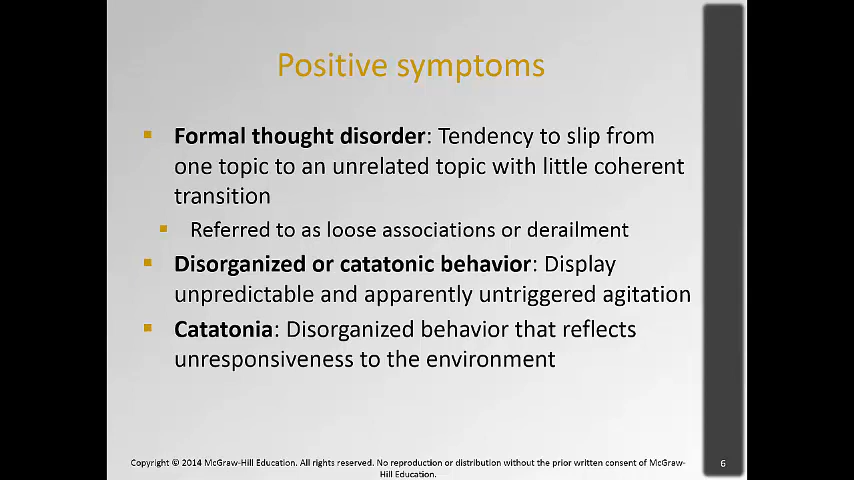 Positive symptoms
Formal thought disorder: Tendency to slip from
one topic to an unrelated topic with little coherent
transition
Referred to as loose associations or derailment
Disorganized or catatonic behavior: Display
unpredictable and apparently untriggered agitation
Catatonia: Disorganized behavior that reflects
unresponsiveness to the environment
Copyright © 2014 McGraw-Hill Education. All rights reserved. No reproduction or distribution without the prior written consent of McGraw-
Hill Education.
6